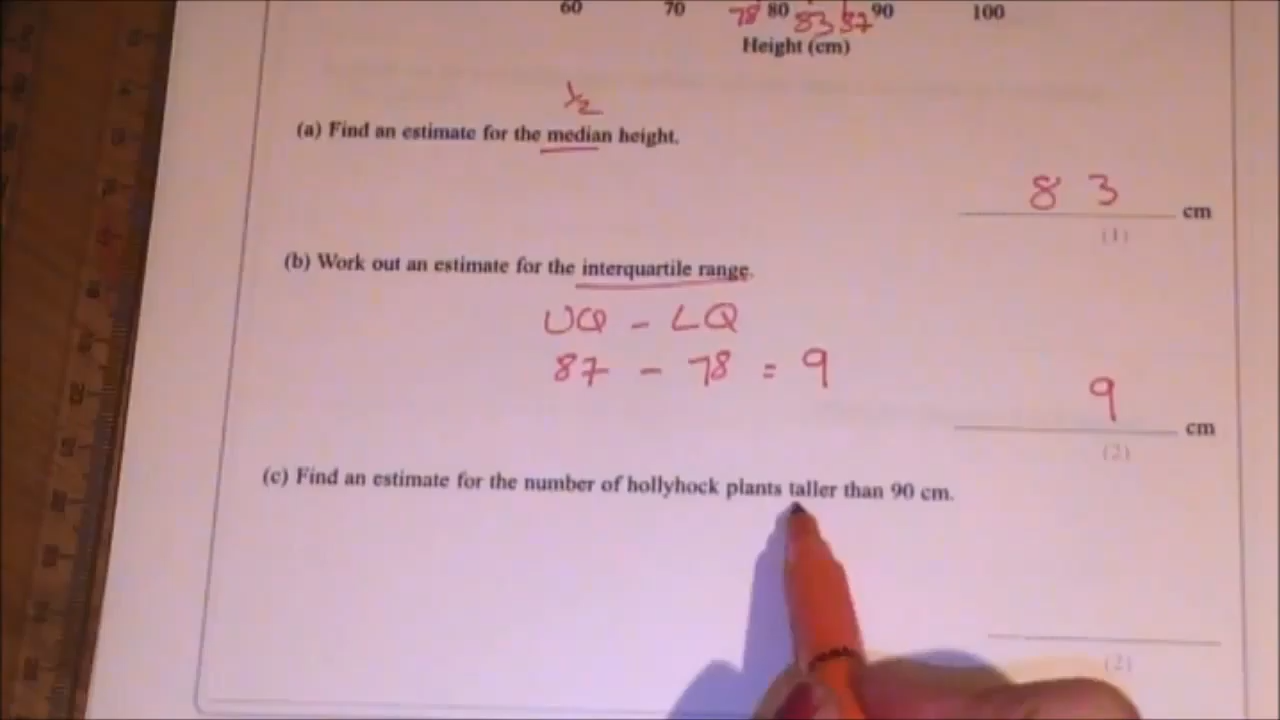 60 70 80 90 100
78 83 87
Height (cm)
1/2
(a) Find an estimate for the median height.
83 cm
(1)
(b) Work out an estimate for the interquartile range.
UQ - LQ
87 - 78 = 9
9 cm
(2)
(c) Find an estimate for the number of hollyhock plants taller than 90 cm.
(2)